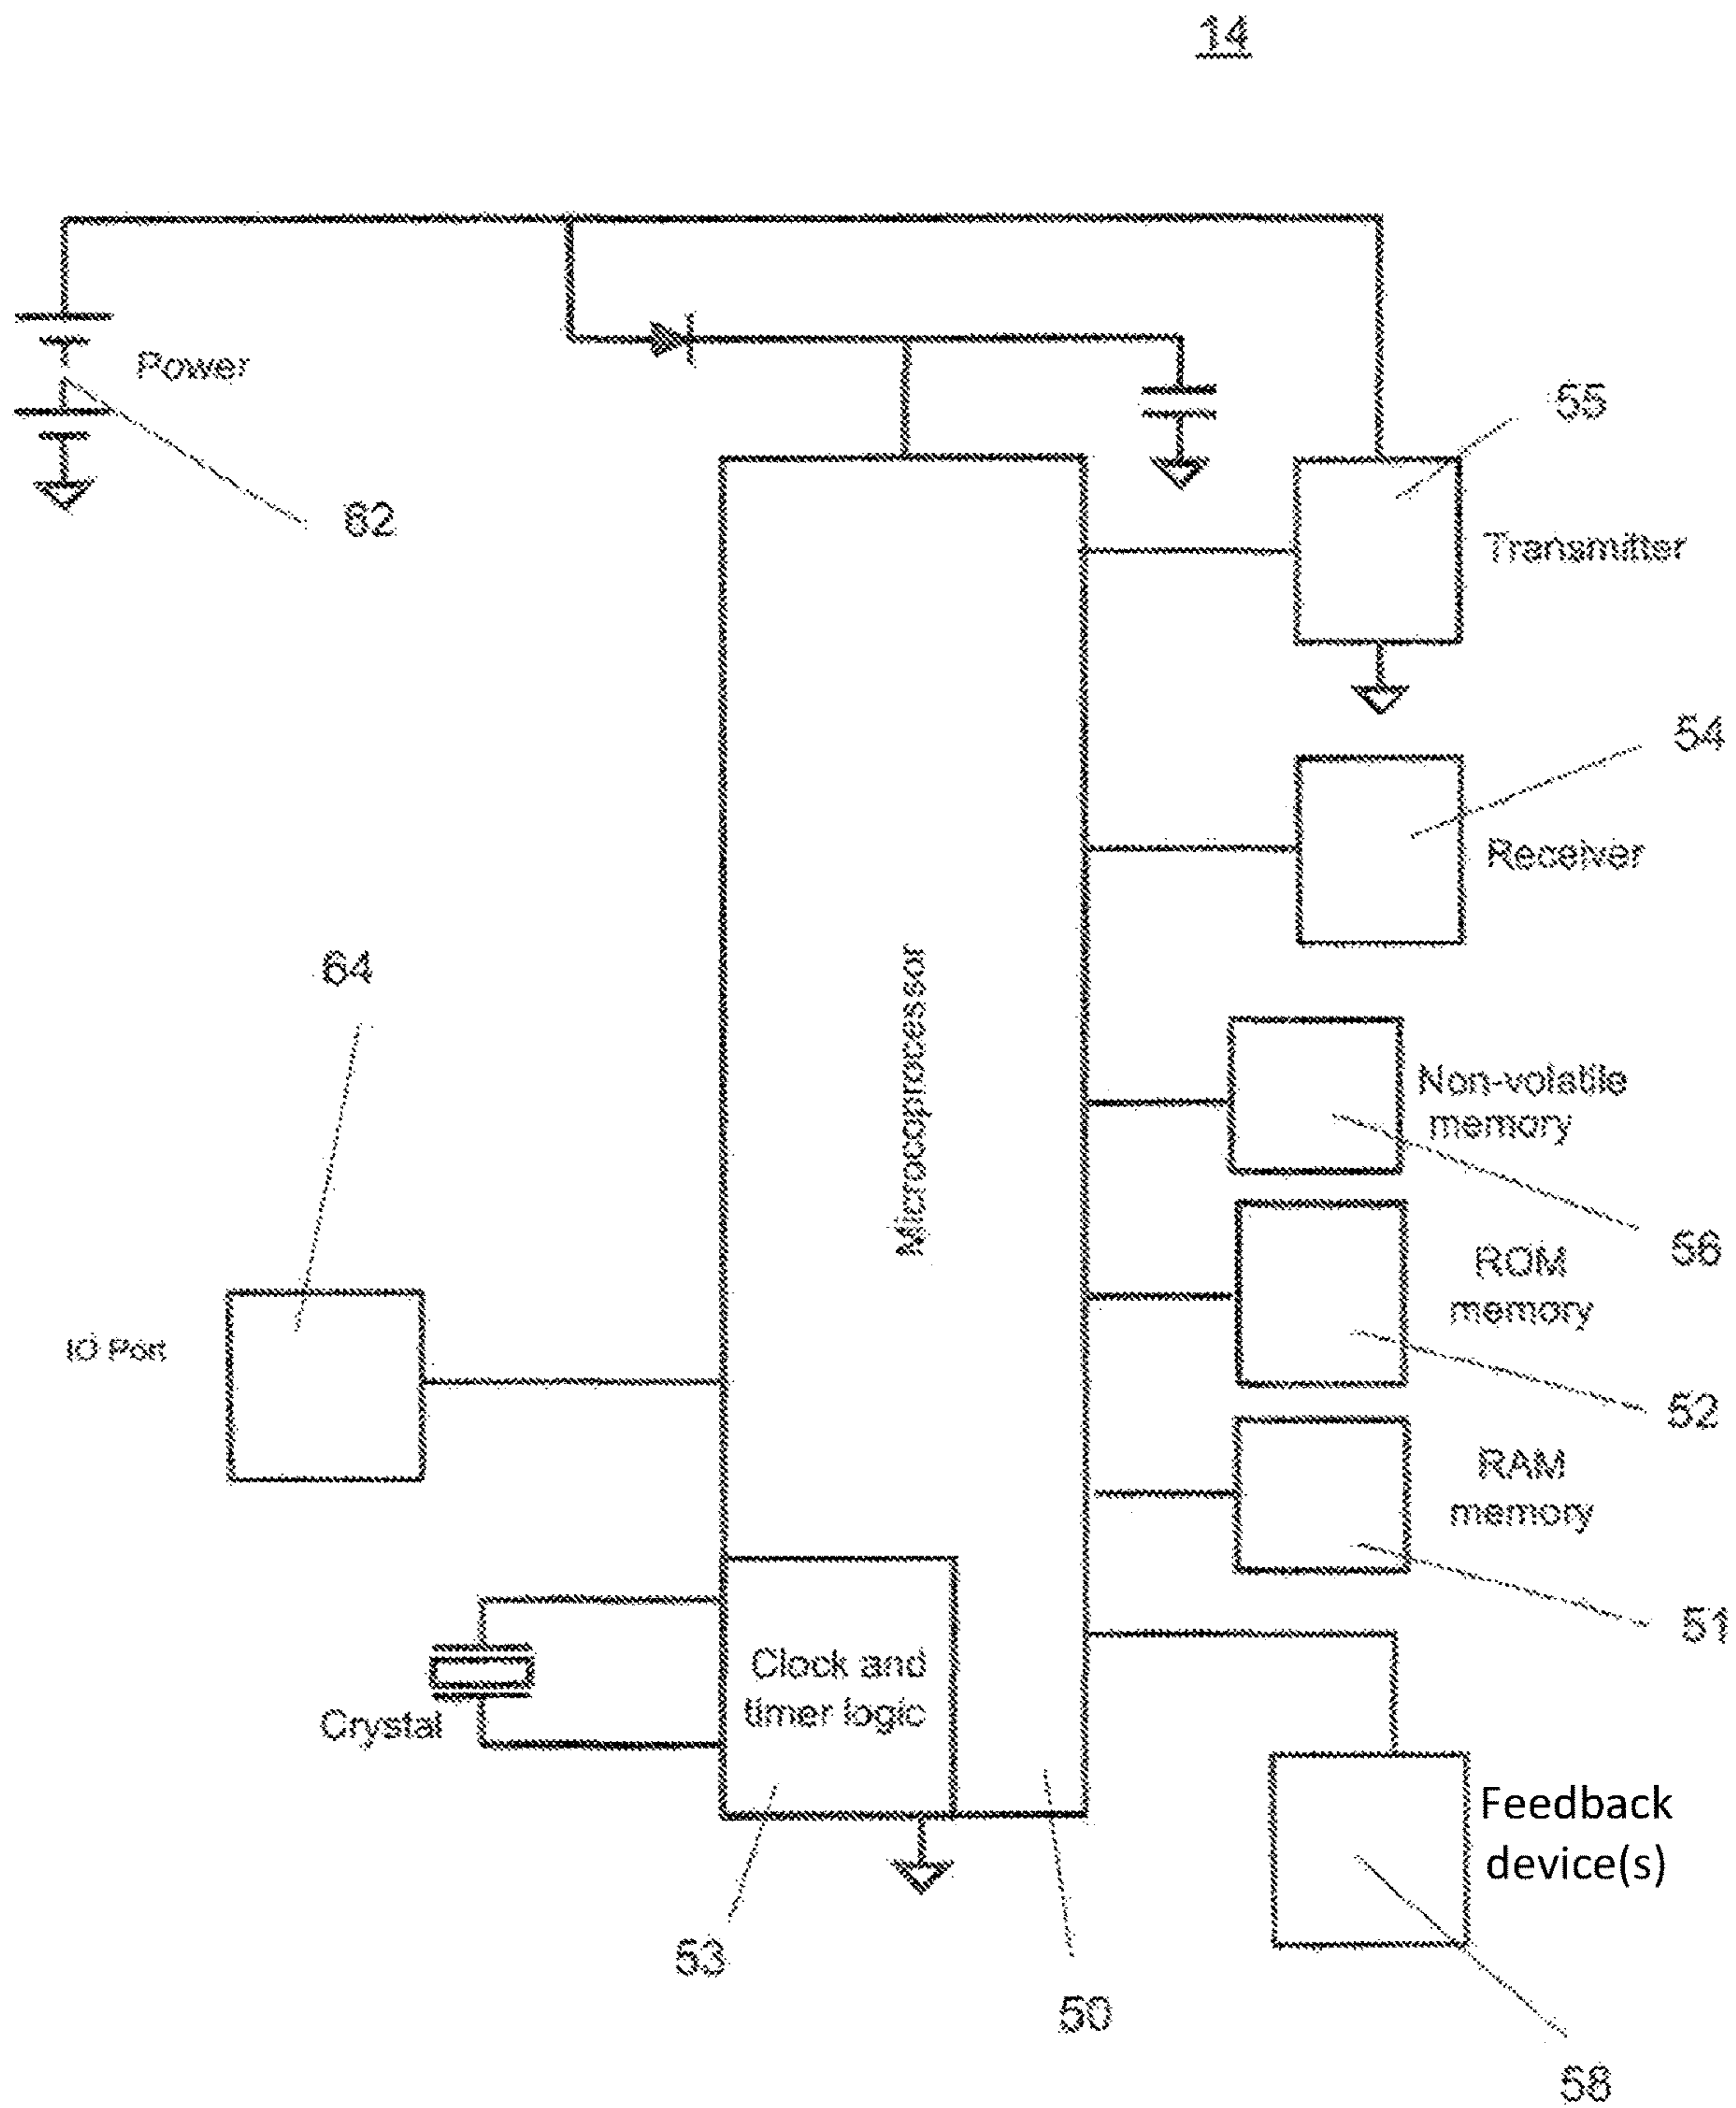 14
Power
62
55
Transmitter
54
Receiver
64
Microcoprocessor
Non-volatile
memory
56
ROM
memory
IO Port
52
RAM
memory
51
Clock and
timer logic
Crystal
Feedback
device(s)
53
50
58